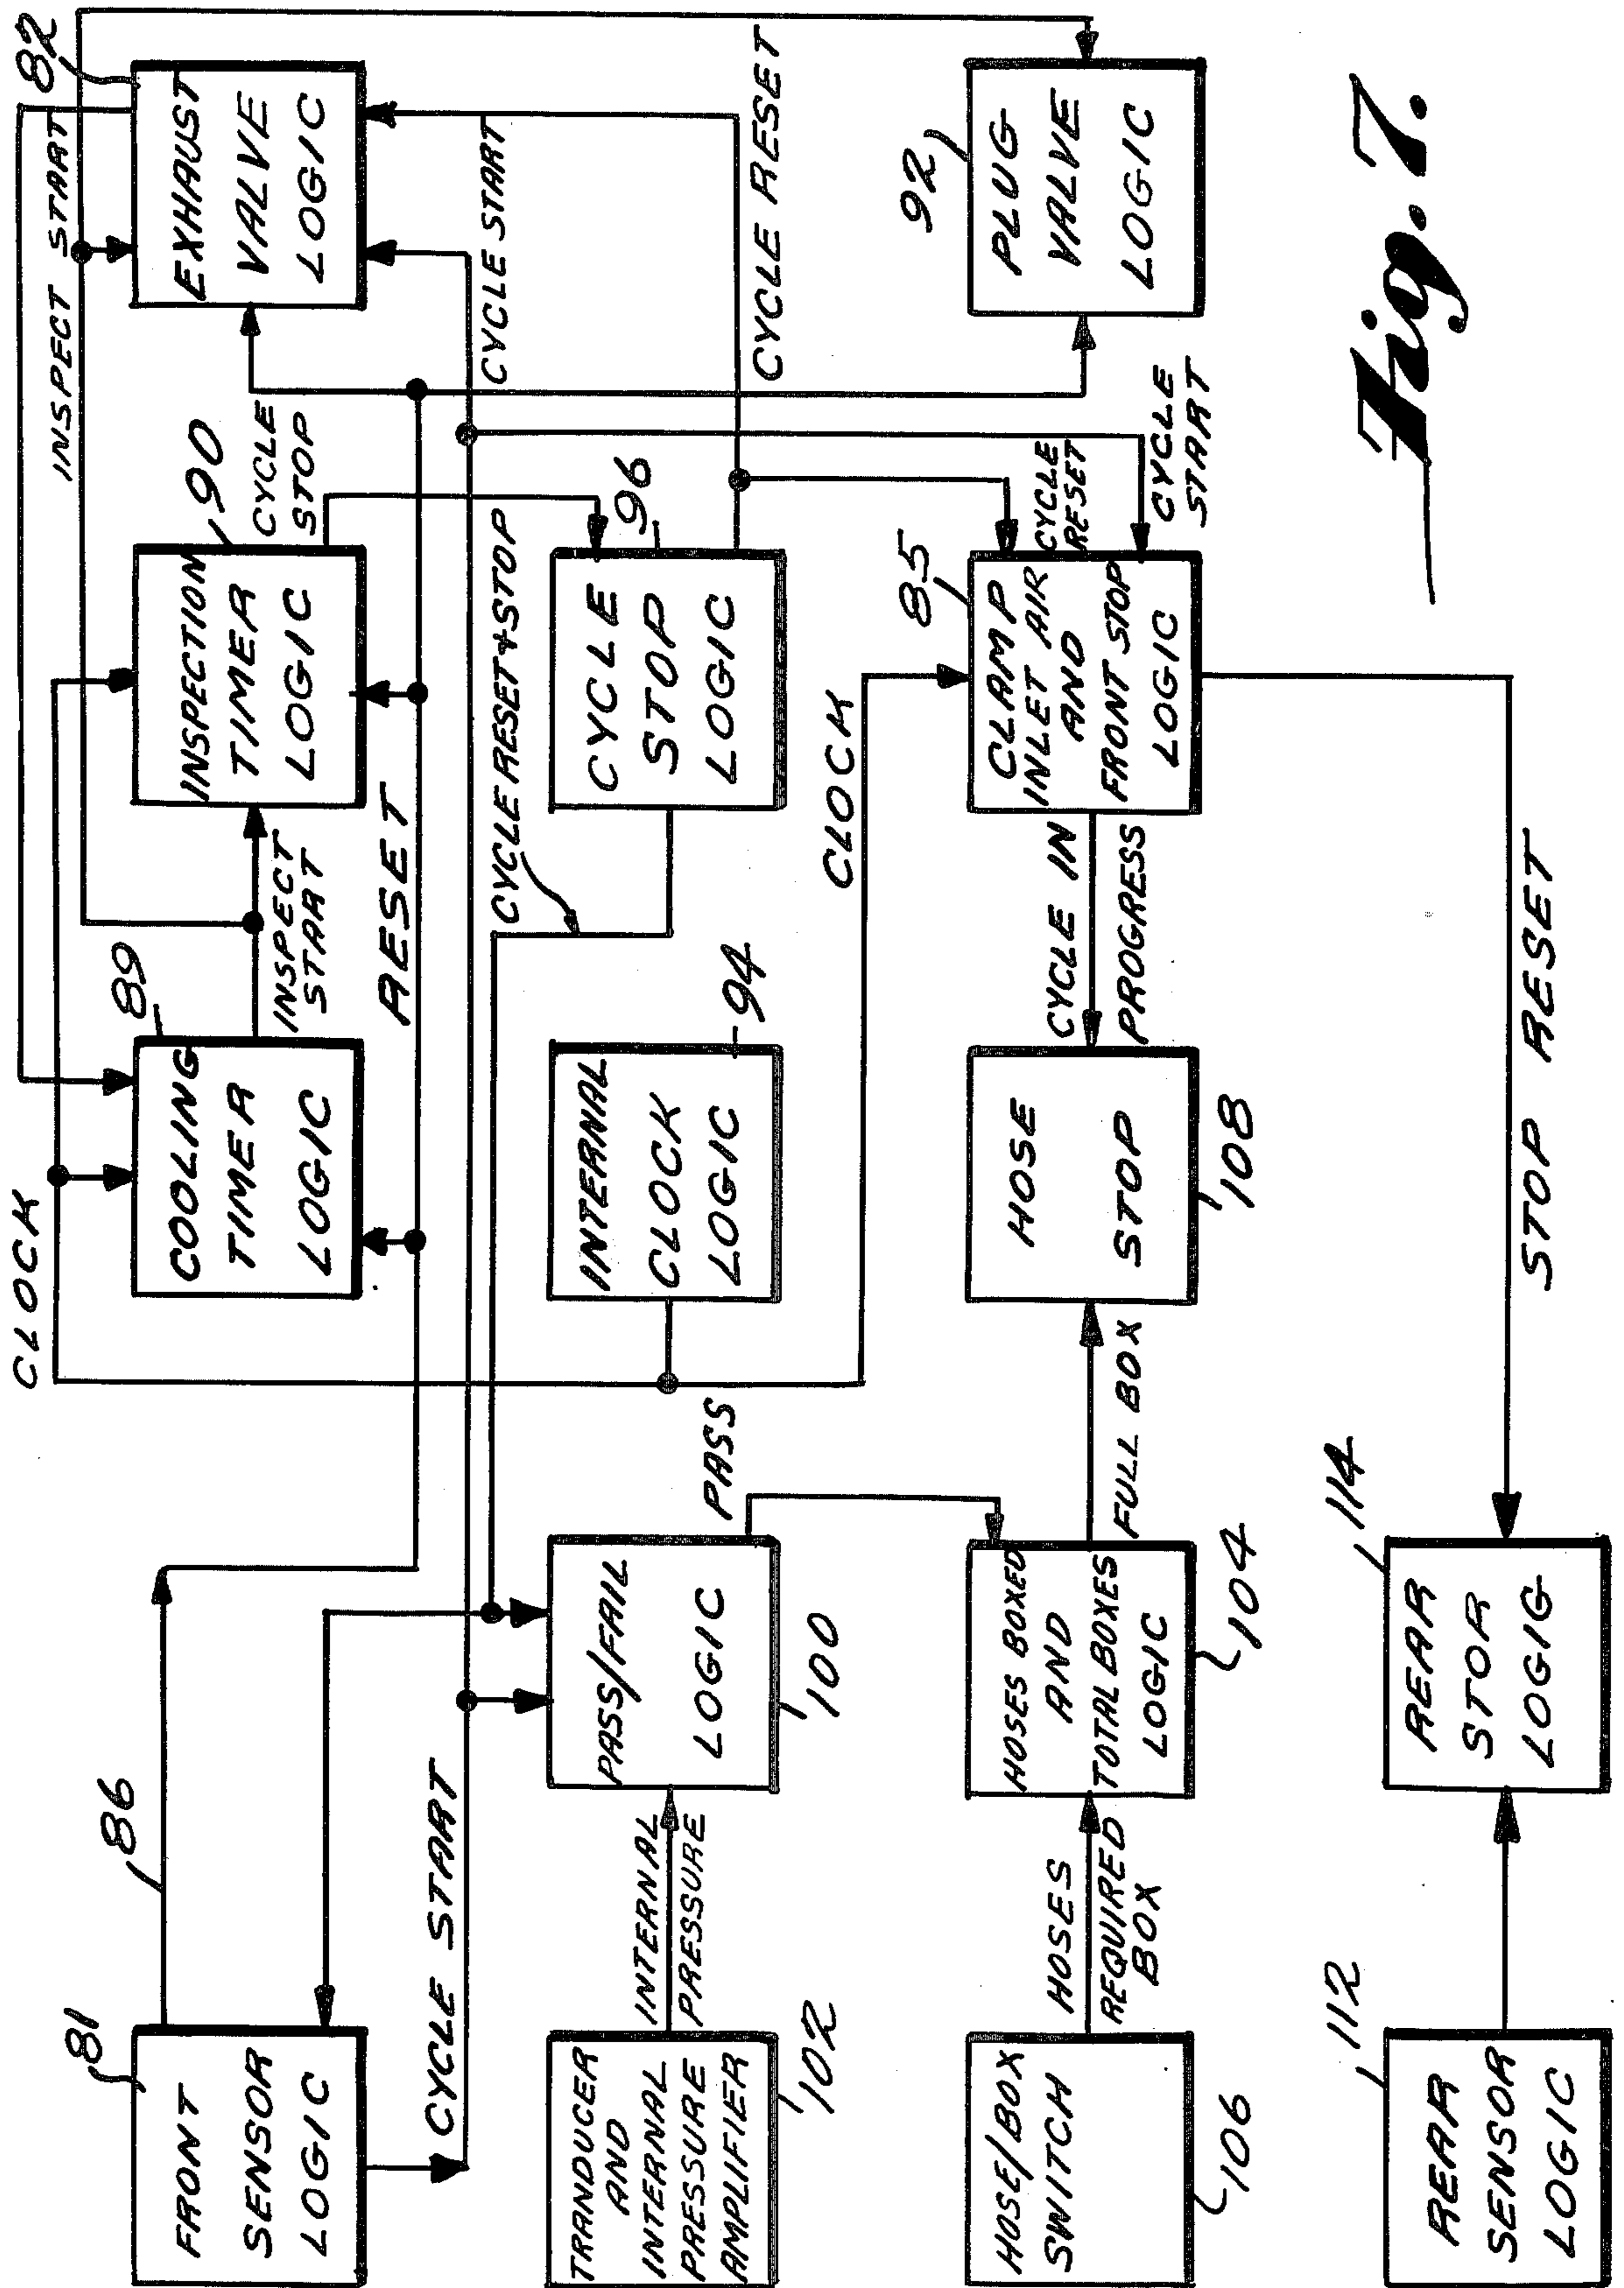 CLOCK
INSPECT START
82
81
FRONT
SENSOR
LOGIC
86
89
COOLING
TIMER
LOGIC
INSPECT
START
90
INSPECTION
TIMER
LOGIC
CYCLE
STOP
EXHAUST
VALVE
LOGIC
RESET
CYCLE START
CYCLE START
CYCLE RESET+STOP
TRANDUCER
AND
INTERNAL
PRESSURE
AMPLIFIER
102
INTERNAL
PRESSURE
PASS/FAIL
LOGIC
100
PASS
INTERNAL
CLOCK
LOGIC
94
CYCLE
STOP
LOGIC
96
CYCLE RESET
CLOCK
HOSE/BOX
SWITCH
106
HOSES
REQUIRED
BOX
HOSES BOXED
AND
TOTAL BOXES
LOGIC
104
FULL BOX
HOSE
STOP
108
CYCLE IN
PROGRESS
85
CLAMP
INLET AIR
AND
FRONT STOP
LOGIC
CYCLE
RESET
CYCLE
START
92
PLUG
VALVE
LOGIC
REAR
SENSOR
LOGIC
112
REAR
STOR
LOGIG
114
STOP RESET
Fig. 7.